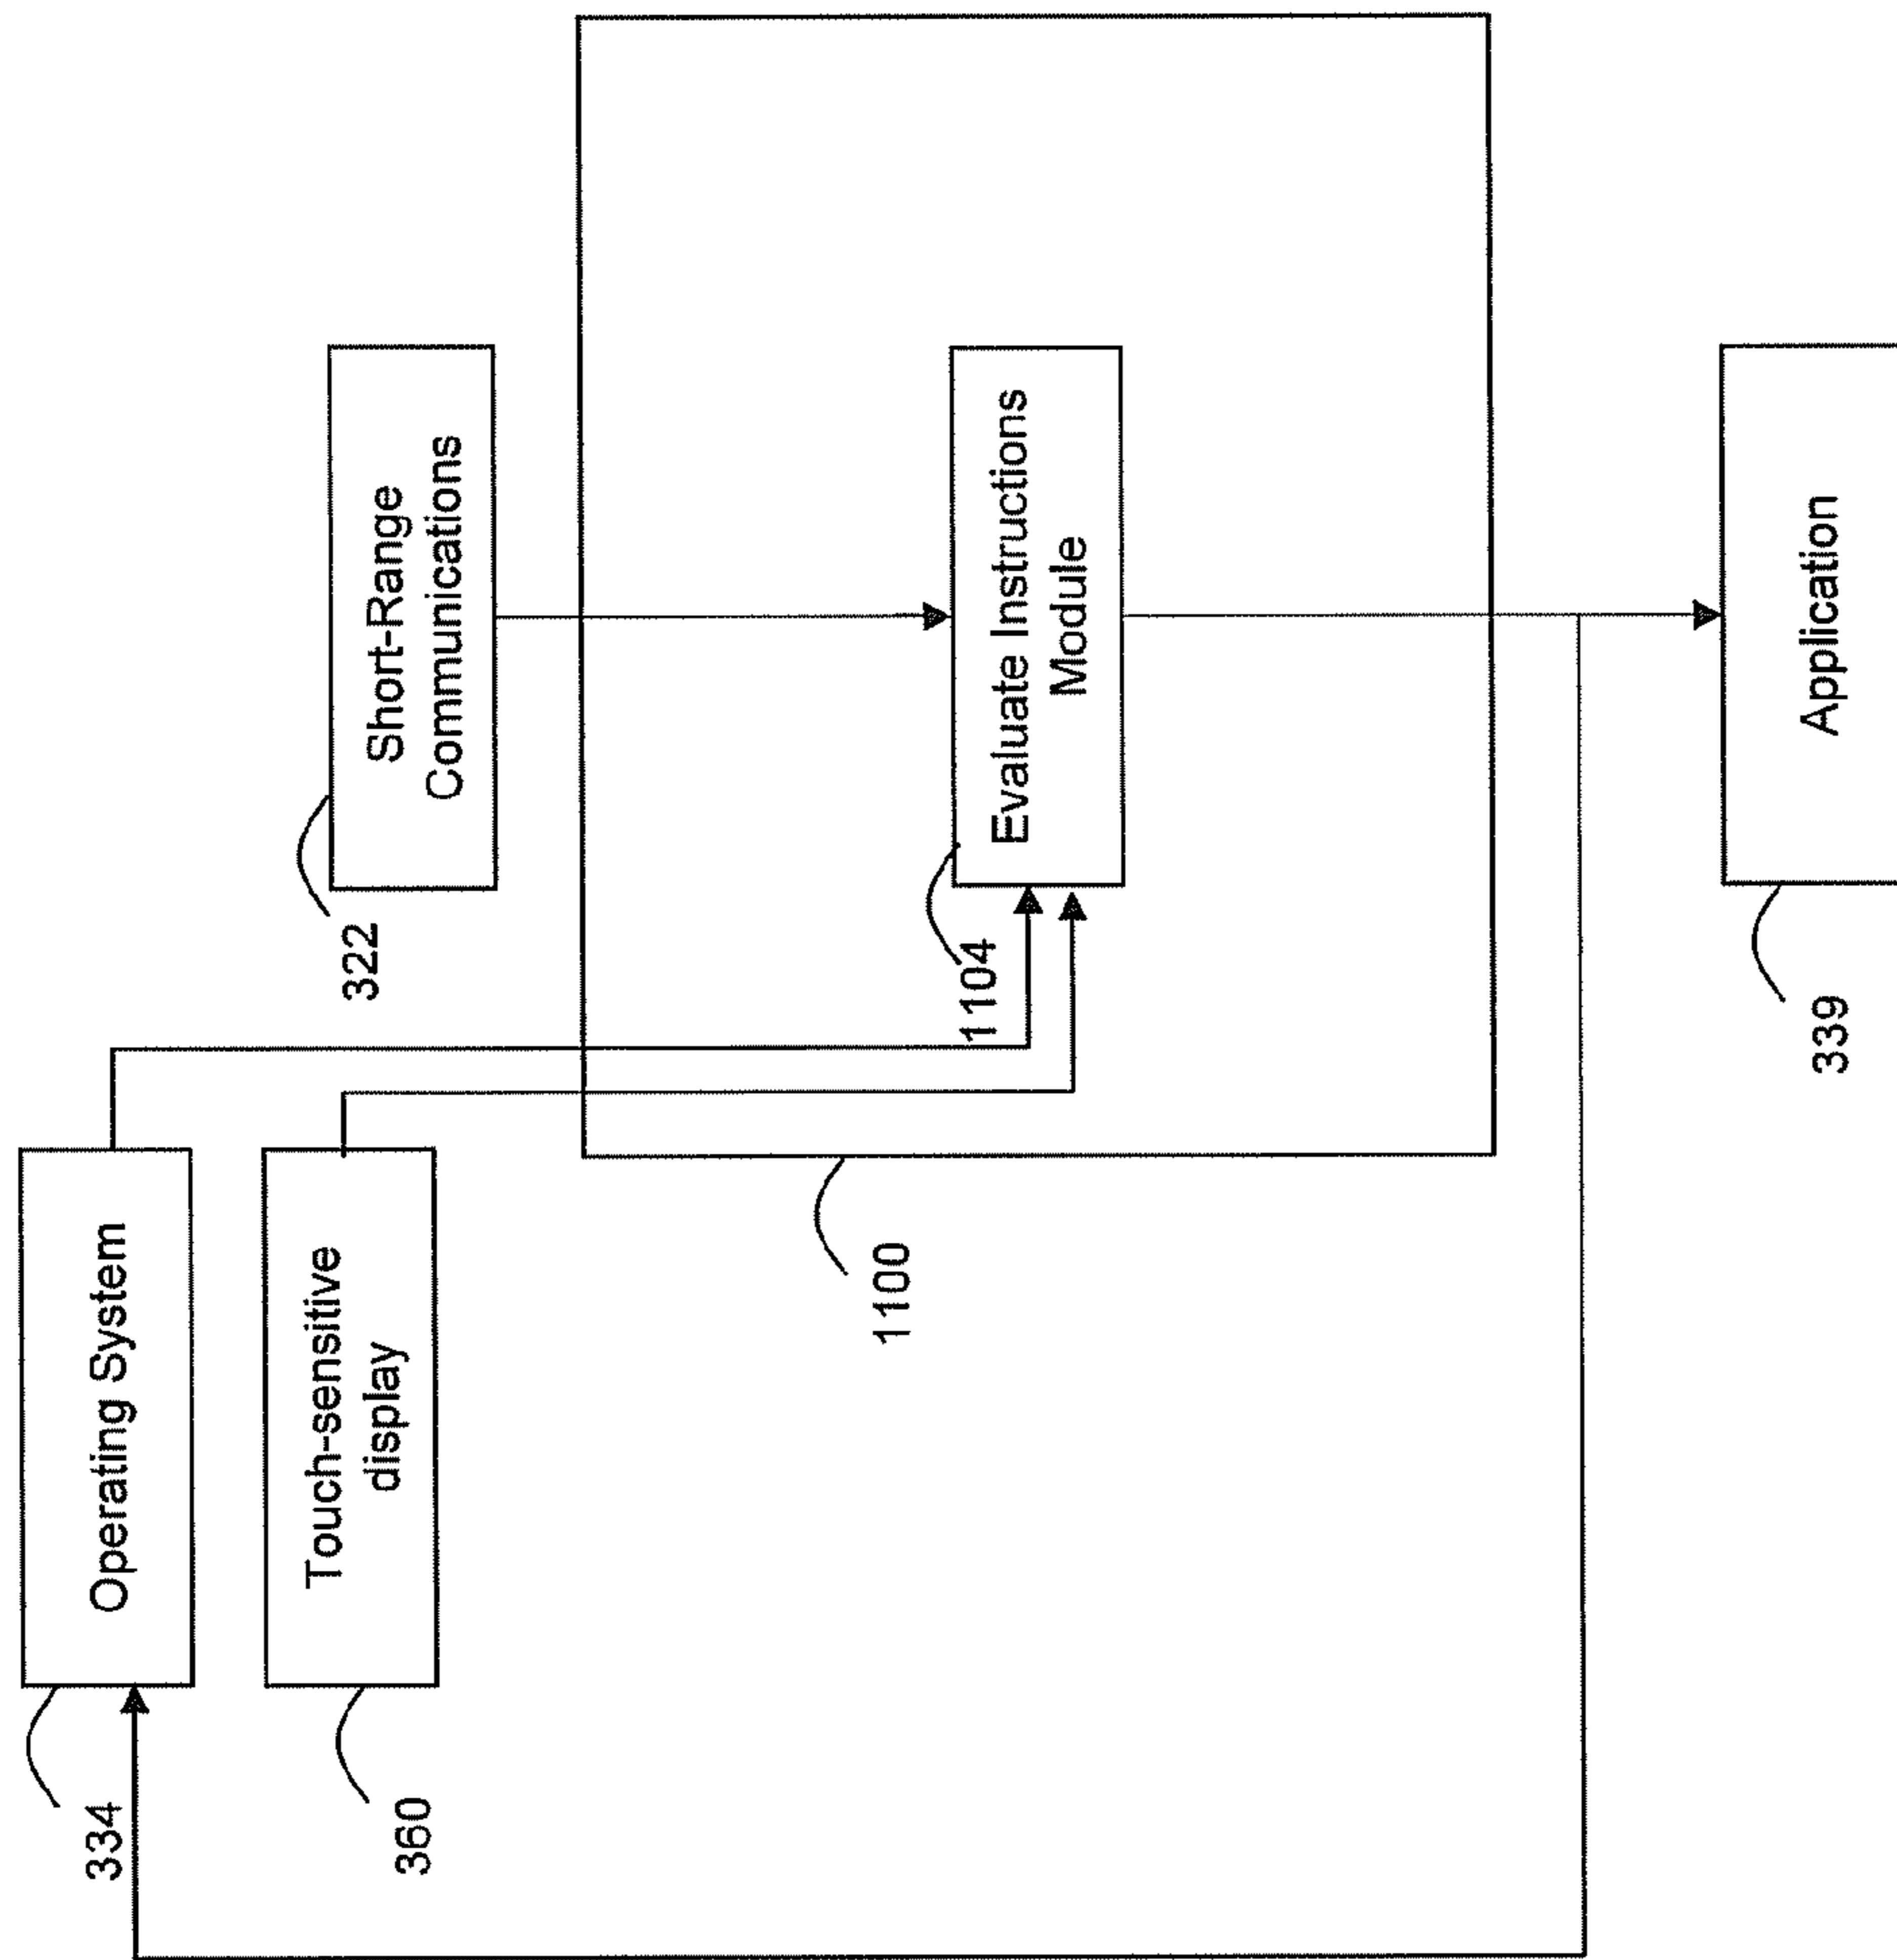 Operating System
334
Touch-sensitive
display
360
Short-Range
Communications
322
Evaluate Instructions
Module
1104
1100
Application
339